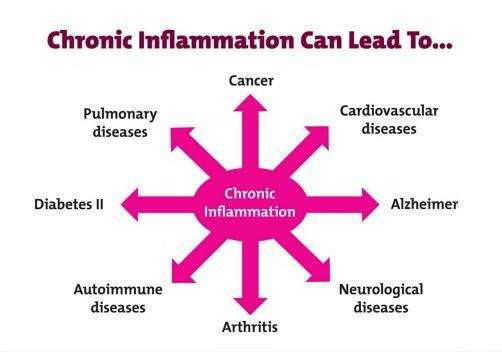 Chronic Inflammation Can Lead To...
Cancer
Pulmonary
diseases
Cardiovascular
diseases
Diabetes II
Chronic
Inflammation
Alzheimer
Autoimmune
diseases
Neurological
diseases
Arthritis